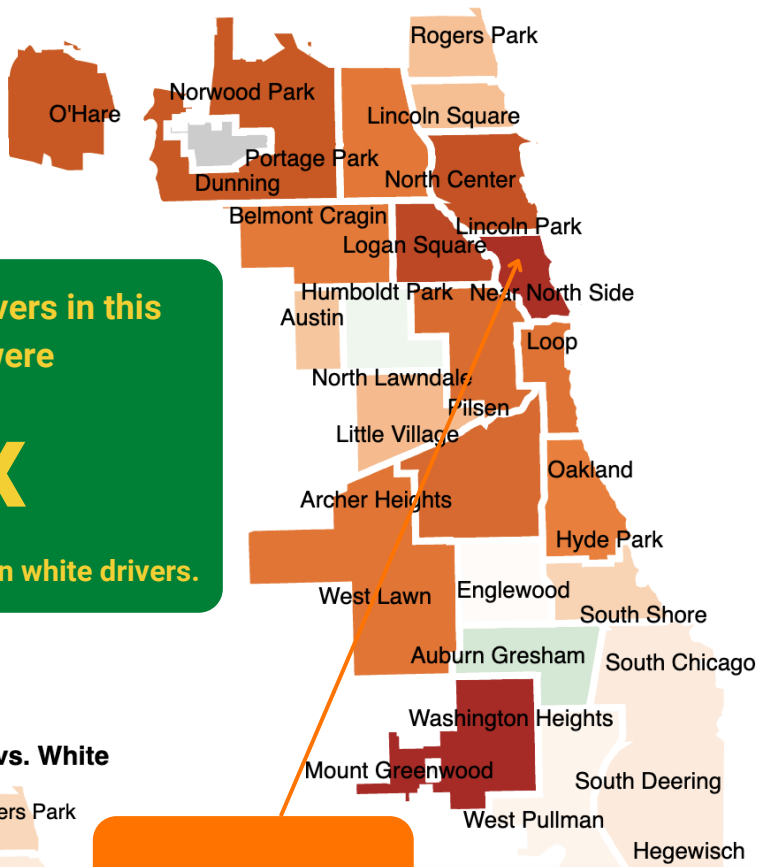 Rogers Park
O'Hare
Norwood Park
Lincoln Square
Portage Park
Dunning
North Center
Belmont Cragin
Lincoln Park
Logan Square
Humboldt Park
Near North Side
Austin
Loop
North Lawndale
Pilsen
Little Village
Oakland
Archer Heights
Hyde Park
West Lawn
Englewood
South Shore
Auburn Gresham
South Chicago
Washington Heights
Mount Greenwood
South Deering
West Pullman
Hegewisch
in this
white drivers.
vs. White
Park